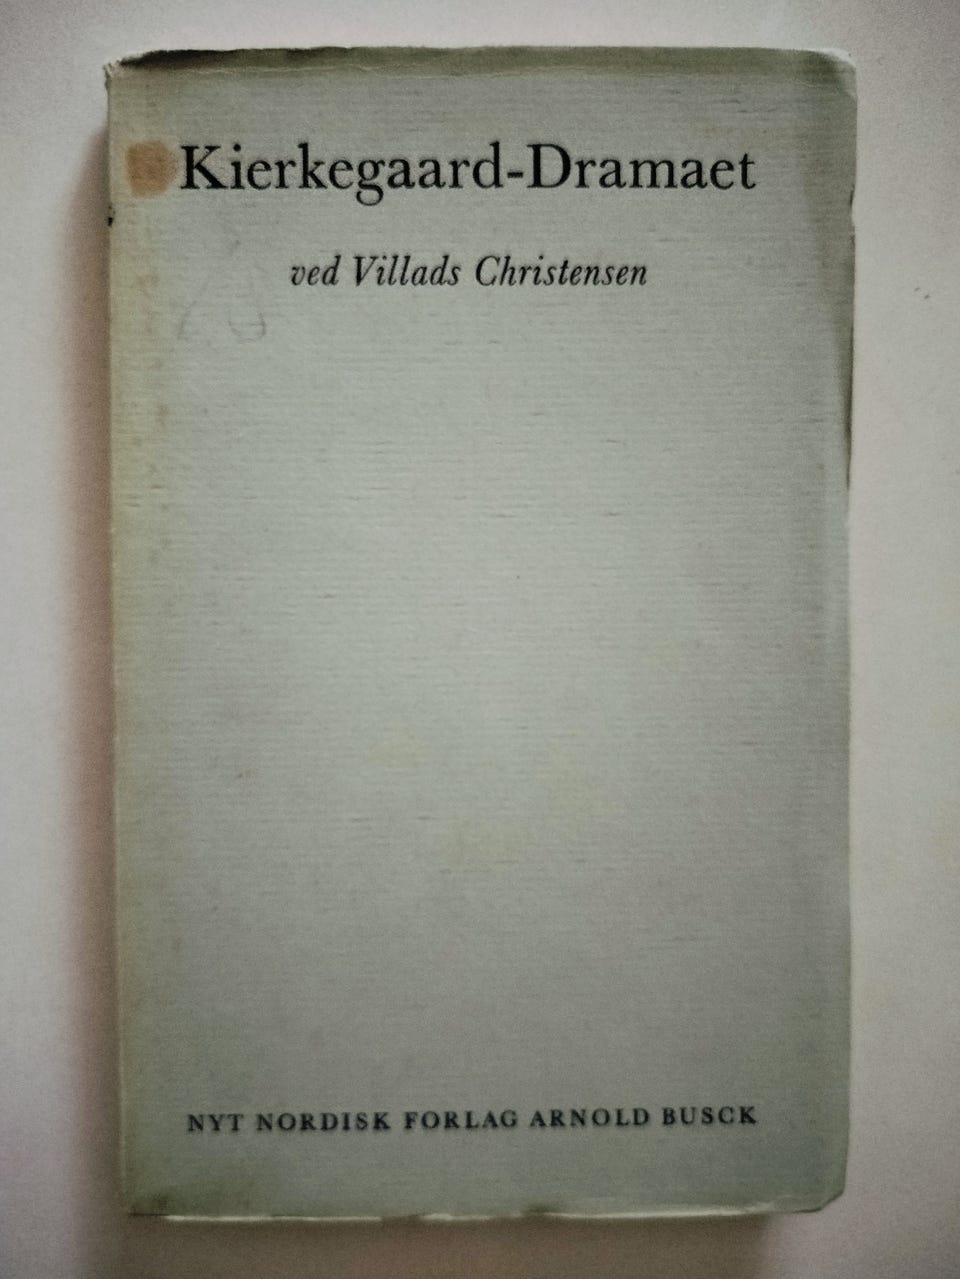 Kierkegaard-Dramaet
ved Villads Christensen
NYT NORDISK FORLAG ARNOLD BUSCK